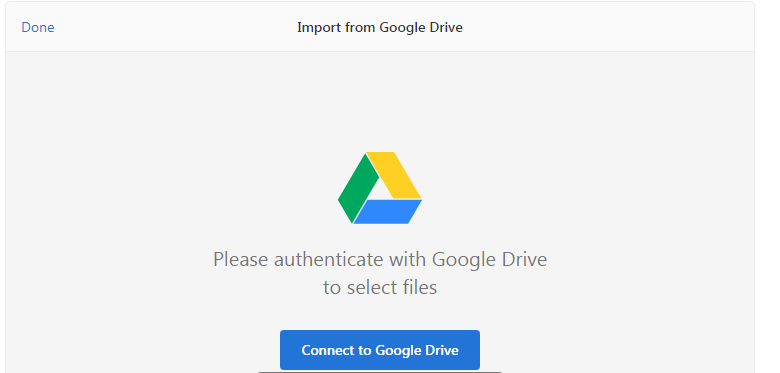 Done
Import from Google Drive
Please authenticate with Google Drive
to select files
Connect to Google Drive